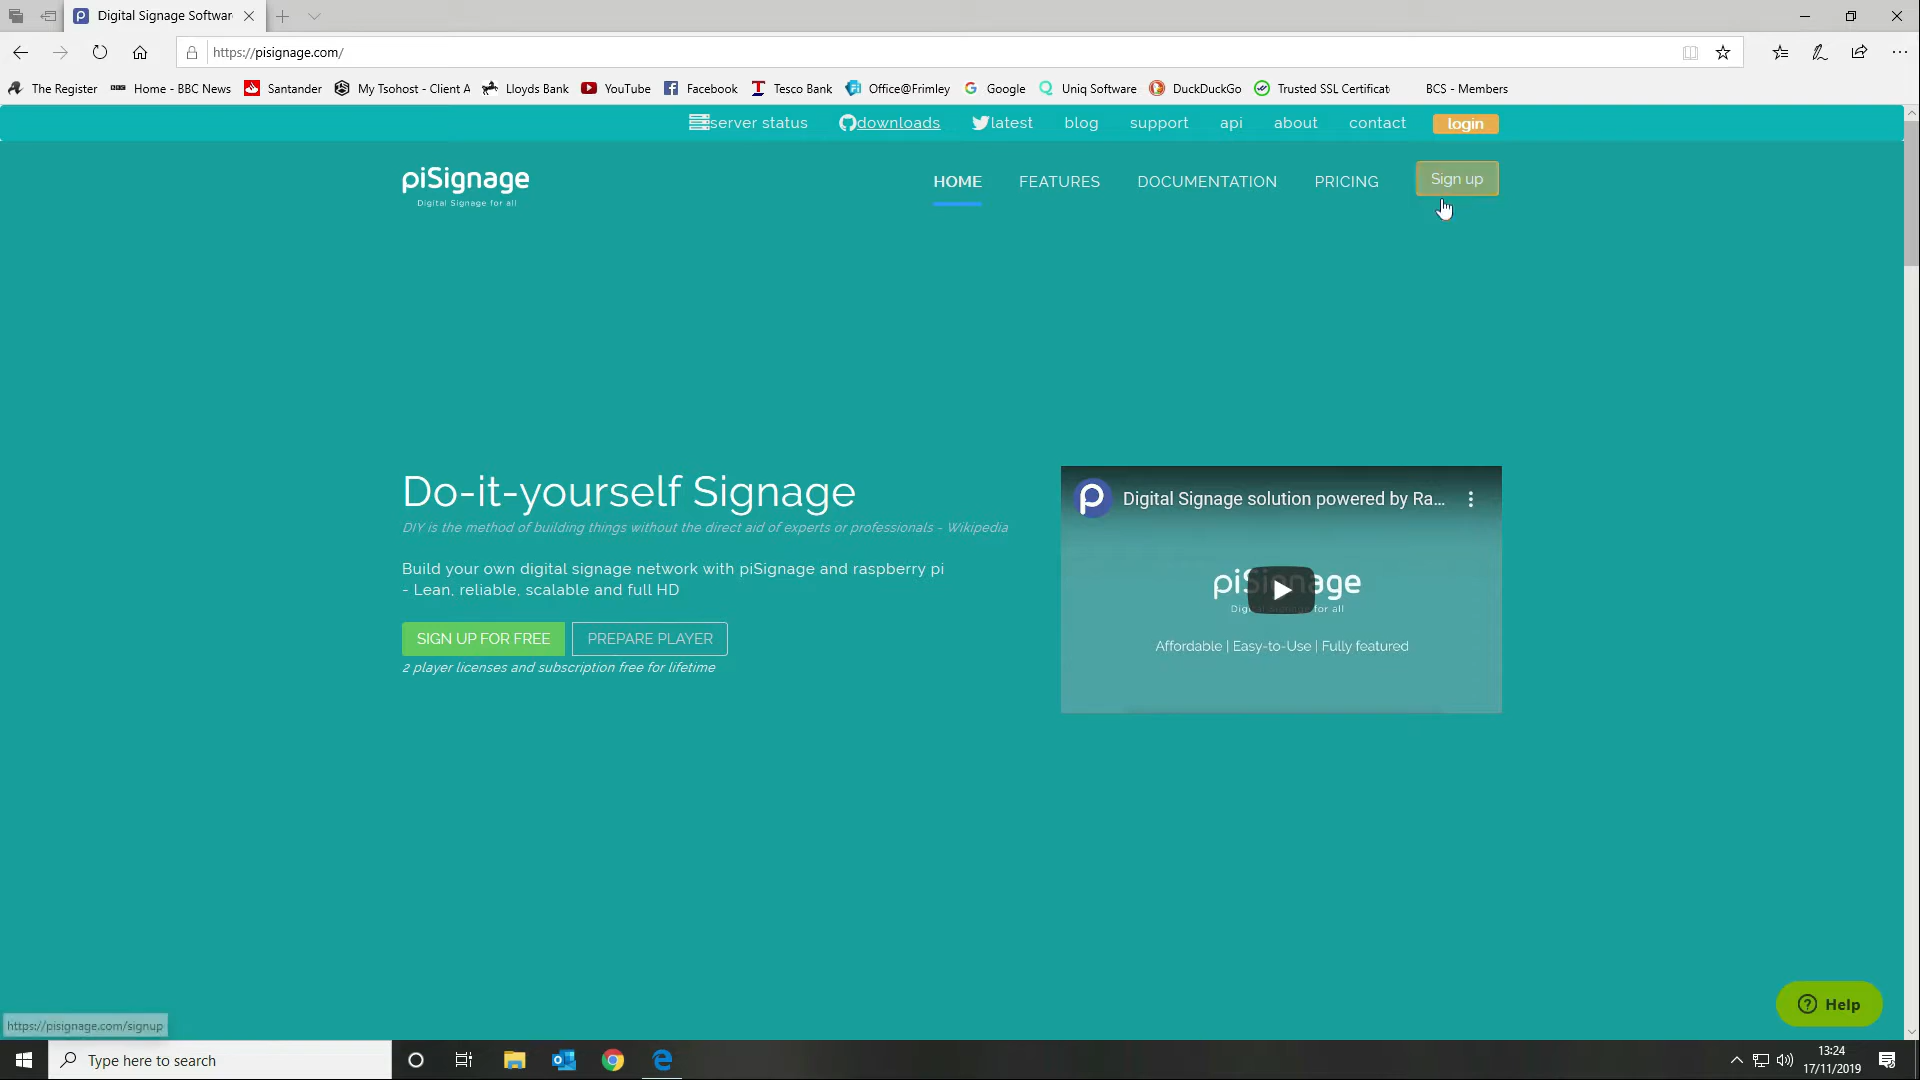 Digital Signage Softwar
https://pisignage.com/
The Register Home - BBC News Santander My Tsohost - Client A Lloyds Bank YouTube Facebook Tesco Bank Office@Frimley Google Uniq Software DuckDuckGo Trusted SSL Certificat BCS - Members
server status downloads latest blog support api about contact login
piSignage
Digital Signage for all
HOME FEATURES DOCUMENTATION PRICING Sign up
Do-it-yourself Signage
DIY is the method of building things without the direct aid of experts or professionals - Wikipedia
Build your own digital signage network with piSignage and raspberry pi
- Lean, reliable, scalable and full HD
SIGN UP FOR FREE PREPARE PLAYER
2 player licenses and subscription free for lifetime
Digital Signage solution powered by Ra...
Affordable | Easy-to-Use | Fully featured
Help
https://pisignage.com/signup
Type here to search
13:24
17/11/2019